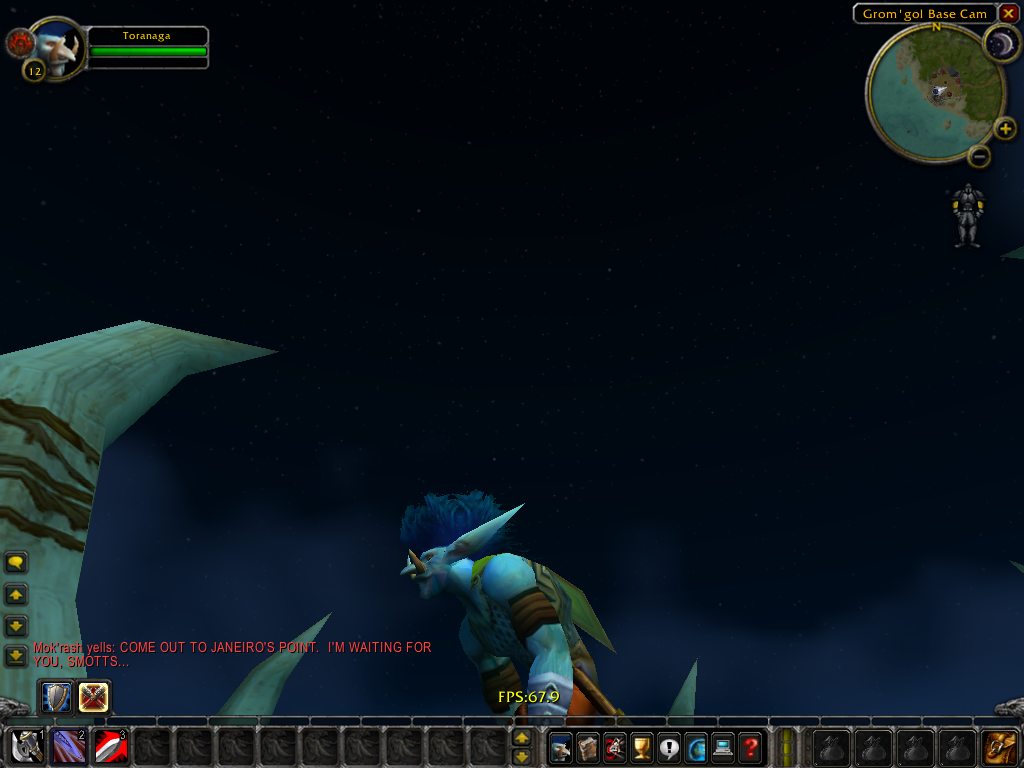 Toranaga
12
Grom'gol Base Cam
N
Mok'rash yells: COME OUT TO JANEIRO'S POINT. I'M WAITING FOR
YOU, SMOTTS...
FPS:67.9
1
2
3